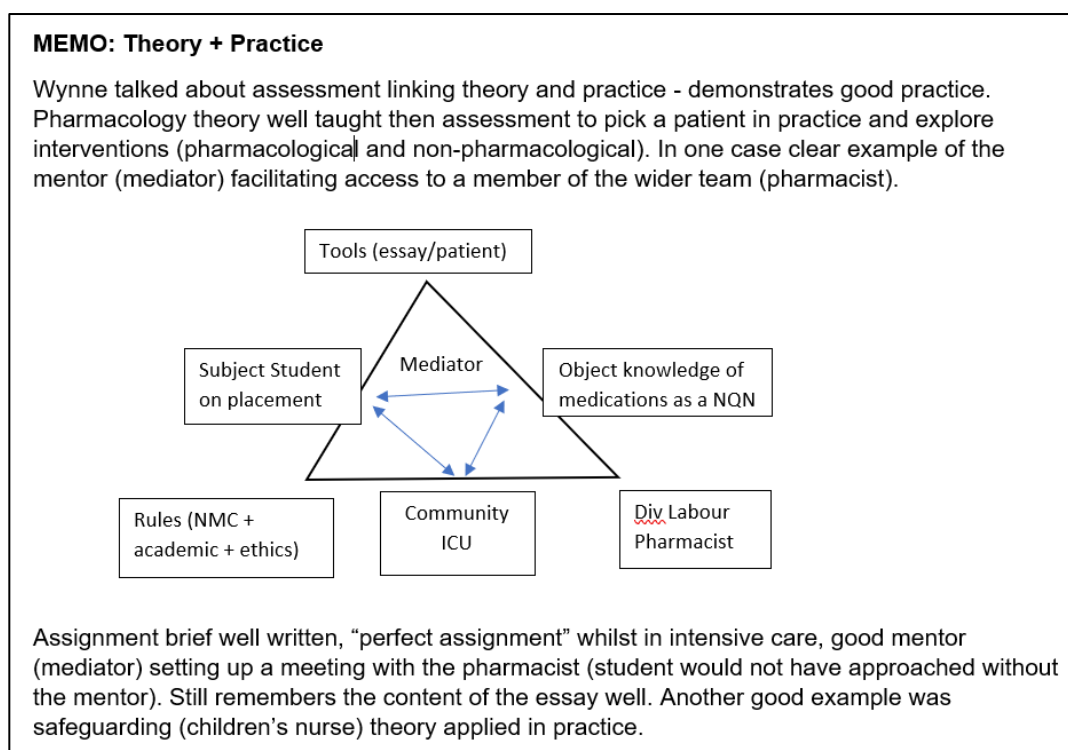 MEMO: Theory + Practice
Wynne talked about assessment linking theory and practice - demonstrates good practice.
Pharmacology theory well taught then assessment to pick a patient in practice and explore
interventions (pharmacological and non-pharmacological). In one case clear example of the
mentor (mediator) facilitating access to a member of the wider team (pharmacist).
Tools (essay/patient)
Mediator
Subject Student
on placement
Object knowledge of
medications as a NQN
Rules (NMC +
academic + ethics)
Community
ICU
Div Labour
Pharmacist
Assignment brief well written, “perfect assignment” whilst in intensive care, good mentor
(mediator) setting up a meeting with the pharmacist (student would not have approached without
the mentor). Still remembers the content of the essay well. Another good example was
safeguarding (children’s nurse) theory applied in practice.